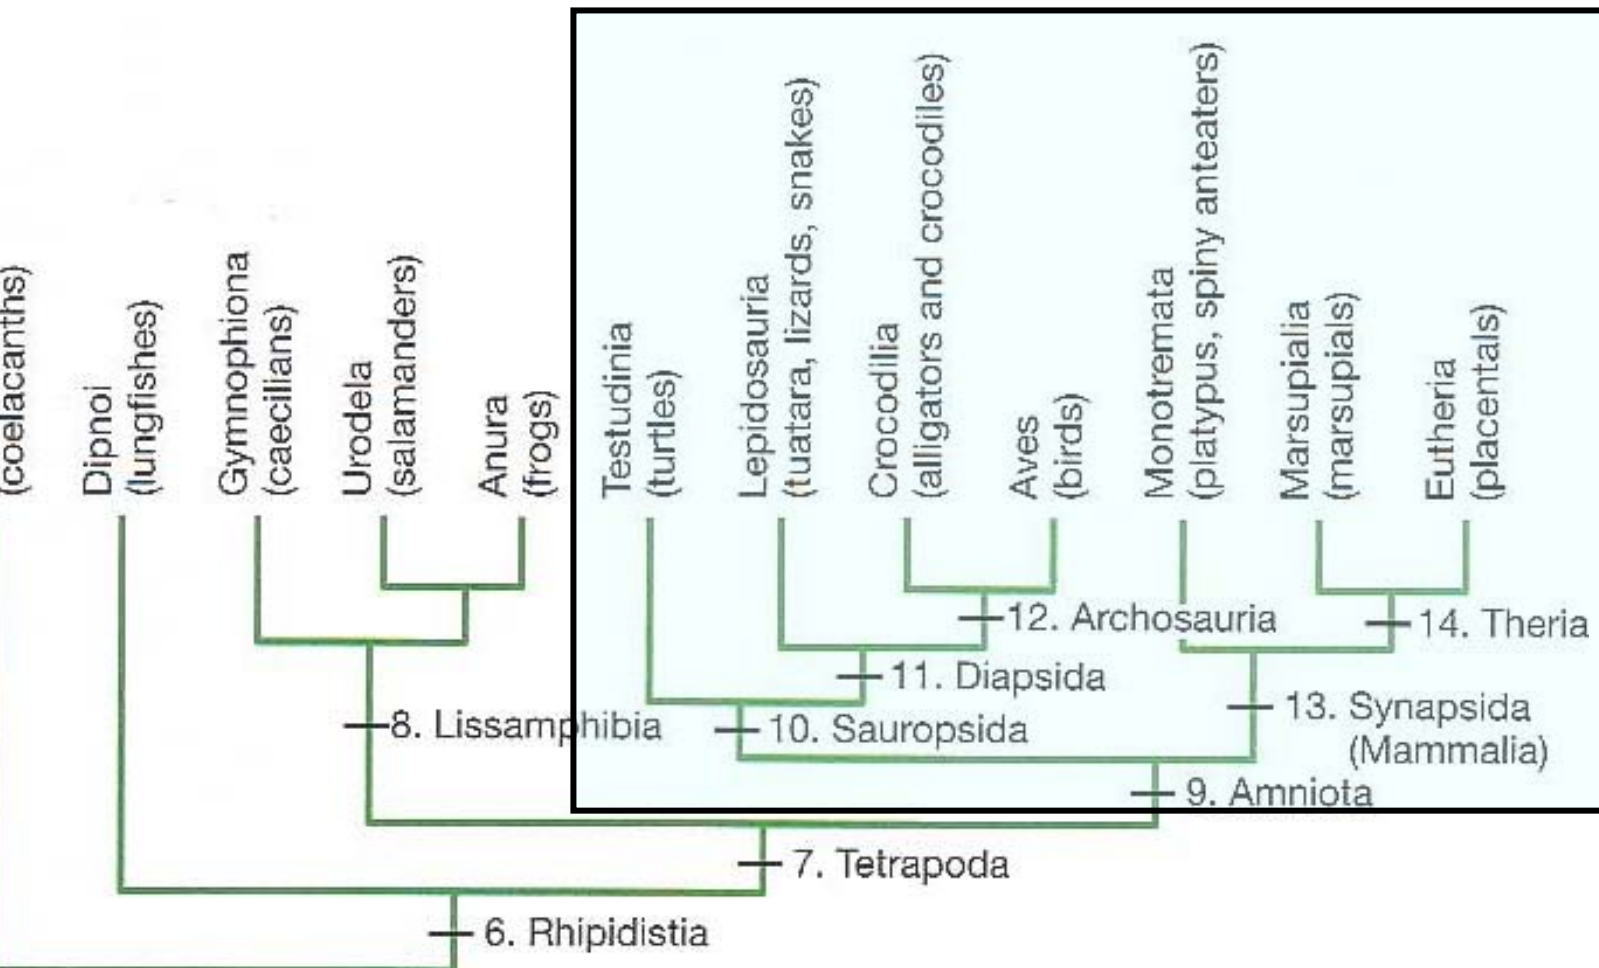 (coelacanths)
Dipnoi
(lungfishes)
Gymnophiona
(caecilians)
Urodela
(salamanders)
Anura
(frogs)
Testudinia
(turtles)
Lepidosauria
(tuatara, lizards, snakes)
Crocodilia
(alligators and crocodiles)
Aves
(birds)
Monotremata
(platypus, spiny anteaters)
Marsupialia
(marsupials)
Eutheria
(placentals)
12. Archosauria
14. Theria
11. Diapsida
13. Synapsida
(Mammalia)
8. Lissamphibia
10. Sauropsida
9. Amniota
7. Tetrapoda
6. Rhipidistia